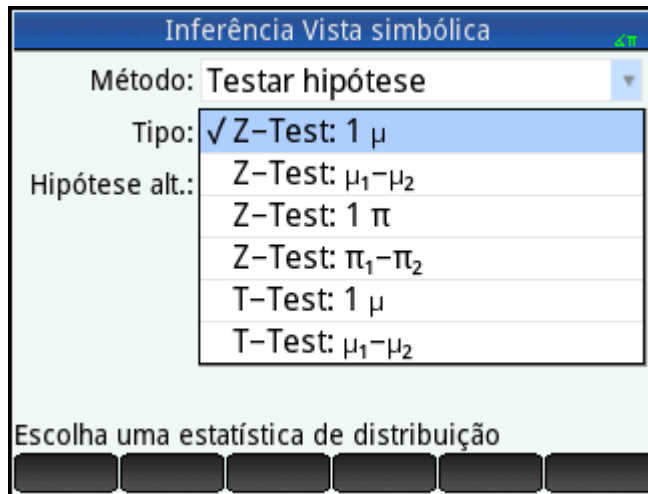 Inferência Vista simbólica
∡π
Método: Testar hipótese
Tipo: √ Z-Test: 1 μ
Z-Test: μ₁-μ₂
Hipótese alt.:
Z-Test: 1 π
Z-Test: π₁-π₂
T-Test: 1 μ
T-Test: μ₁-μ₂
Escolha uma estatística de distribuição